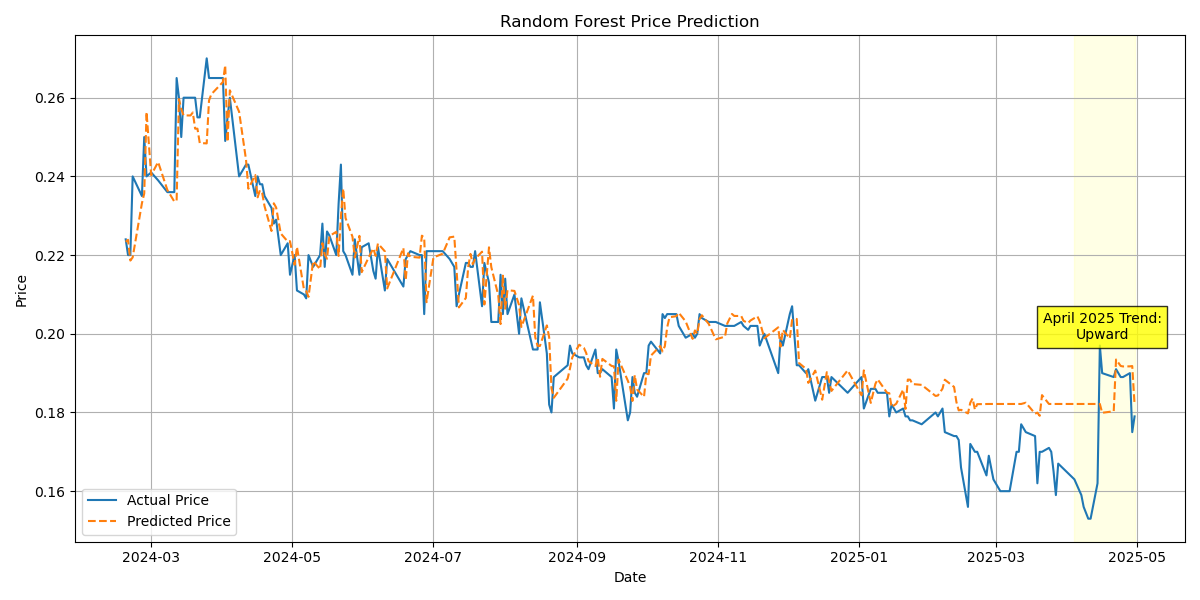 Random Forest Price Prediction
Price
0.26
0.24
0.22
0.20
0.18
0.16
April 2025 Trend:
Upward
Actual Price
Predicted Price
2024-03
2024-05
2024-07
2024-09
2024-11
2025-01
2025-03
2025-05
Date